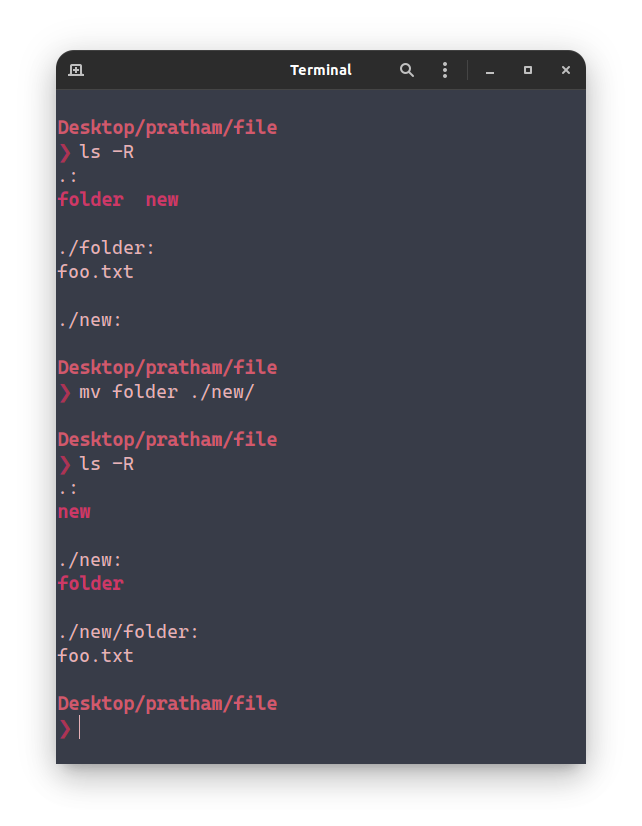 Terminal
Desktop/pratham/file
❯ ls -R
.:
folder  new
./folder:
foo.txt
./new:
Desktop/pratham/file
❯ mv folder ./new/
Desktop/pratham/file
❯ ls -R
.:
new
./new:
folder
./new/folder:
foo.txt
Desktop/pratham/file
❯